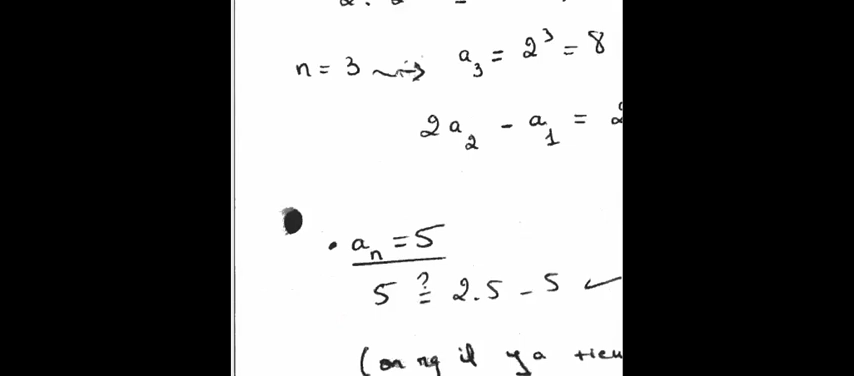 n = 3 ⇝ a₃ = 2³ = 8
2a₂ - a₁ =
• aₙ = 5
5 ≟ 2.5 - 5 ✓